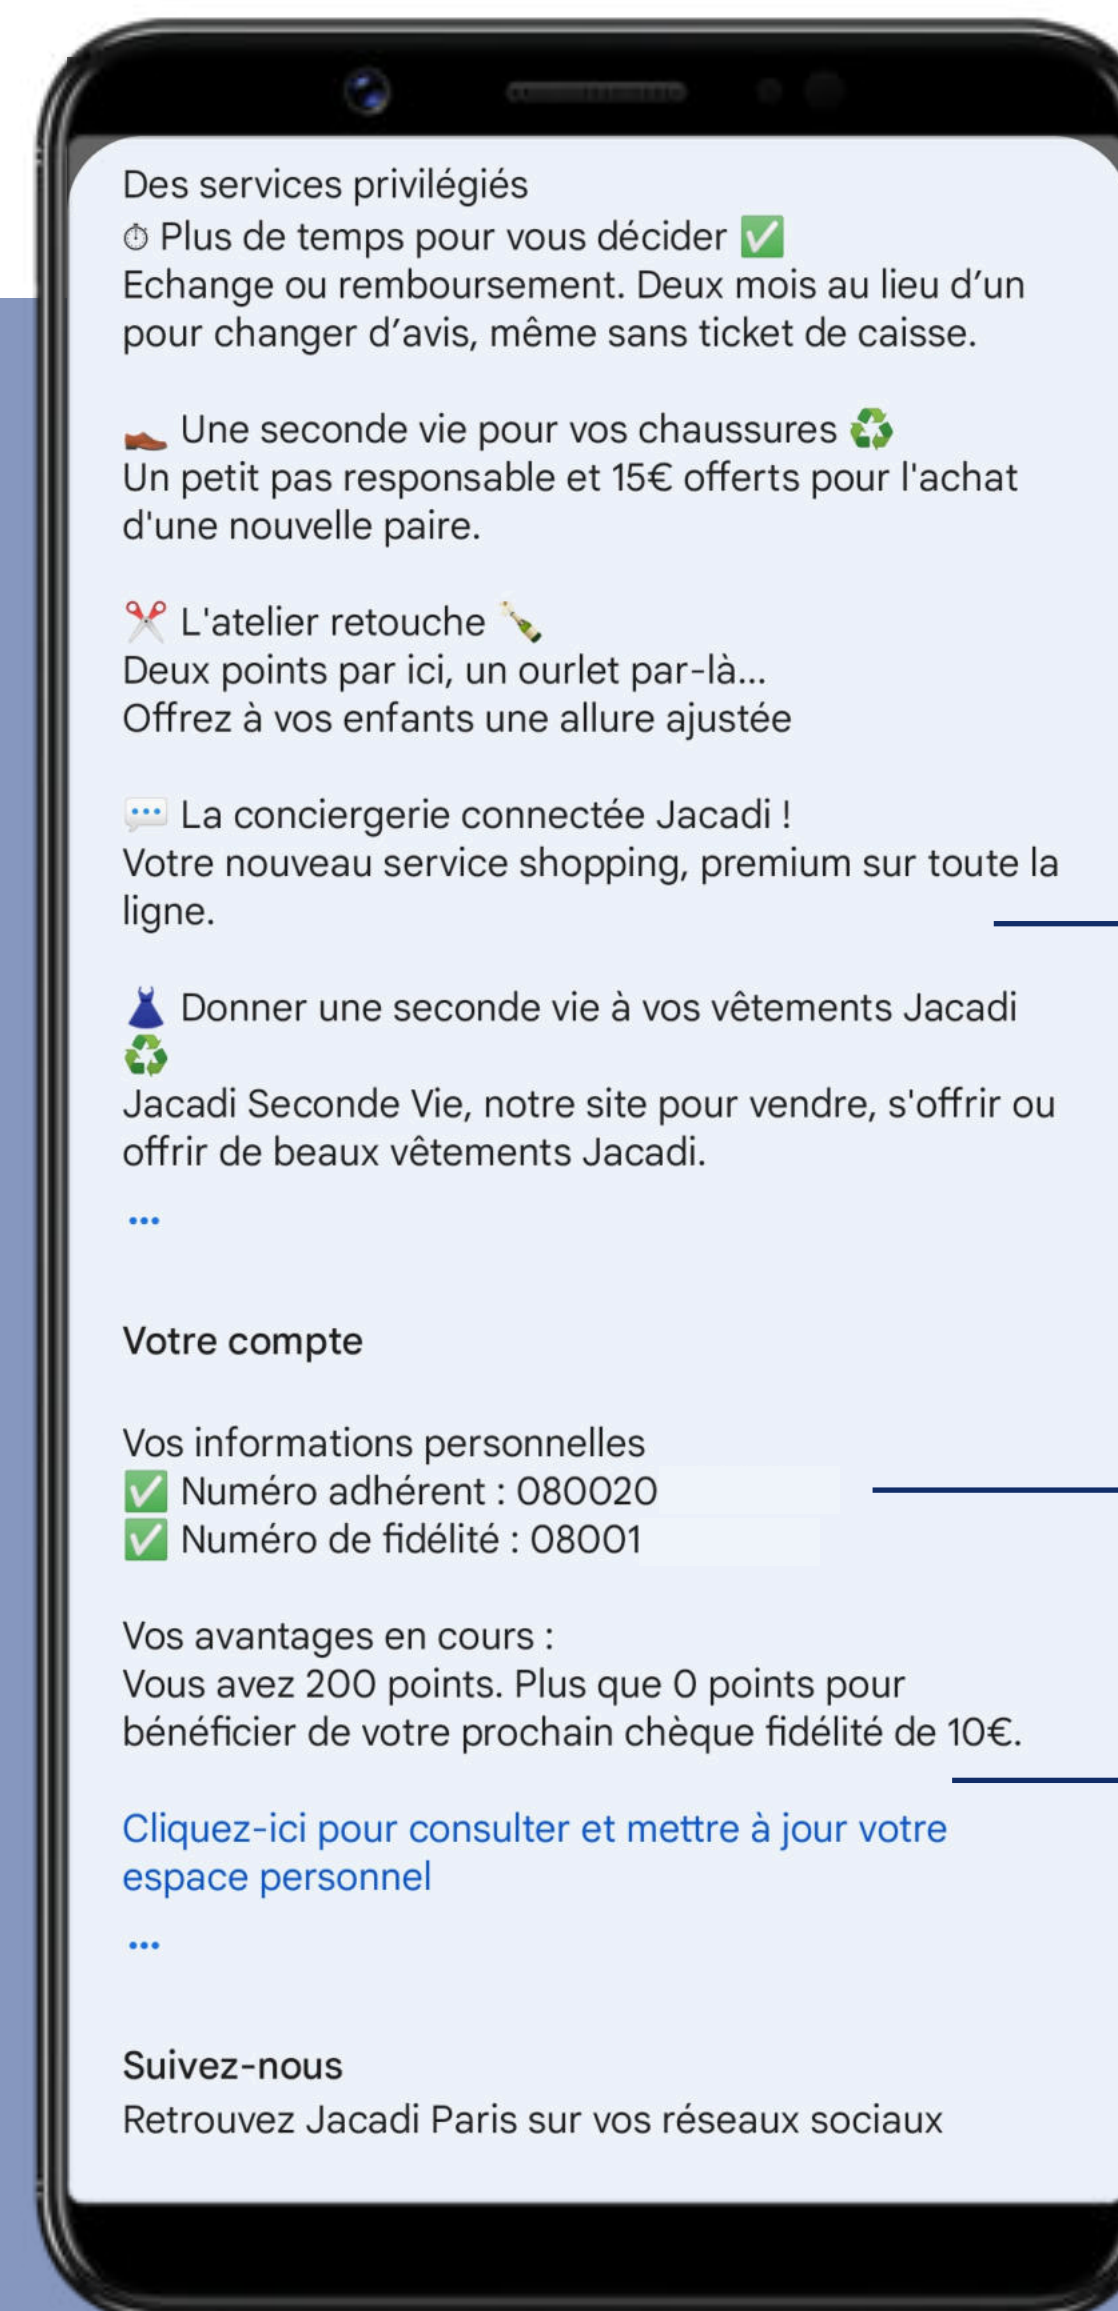 Des services privilégiés
⏱ Plus de temps pour vous décider ✅
Echange ou remboursement. Deux mois au lieu d’un
pour changer d’avis, même sans ticket de caisse.
👞 Une seconde vie pour vos chaussures ♻️
Un petit pas responsable et 15€ offerts pour l'achat
d'une nouvelle paire.
✂️ L'atelier retouche 🍾
Deux points par ici, un ourlet par-là...
Offrez à vos enfants une allure ajustée
💬 La conciergerie connectée Jacadi !
Votre nouveau service shopping, premium sur toute la
ligne.
👗 Donner une seconde vie à vos vêtements Jacadi
♻️
Jacadi Seconde Vie, notre site pour vendre, s'offrir ou
offrir de beaux vêtements Jacadi.
...
Votre compte
Vos informations personnelles
✅ Numéro adhérent : 080020
✅ Numéro de fidélité : 08001
Vos avantages en cours :
Vous avez 200 points. Plus que 0 points pour
bénéficier de votre prochain chèque fidélité de 10€.
Cliquez-ici pour consulter et mettre à jour votre
espace personnel
...
Suivez-nous
Retrouvez Jacadi Paris sur vos réseaux sociaux